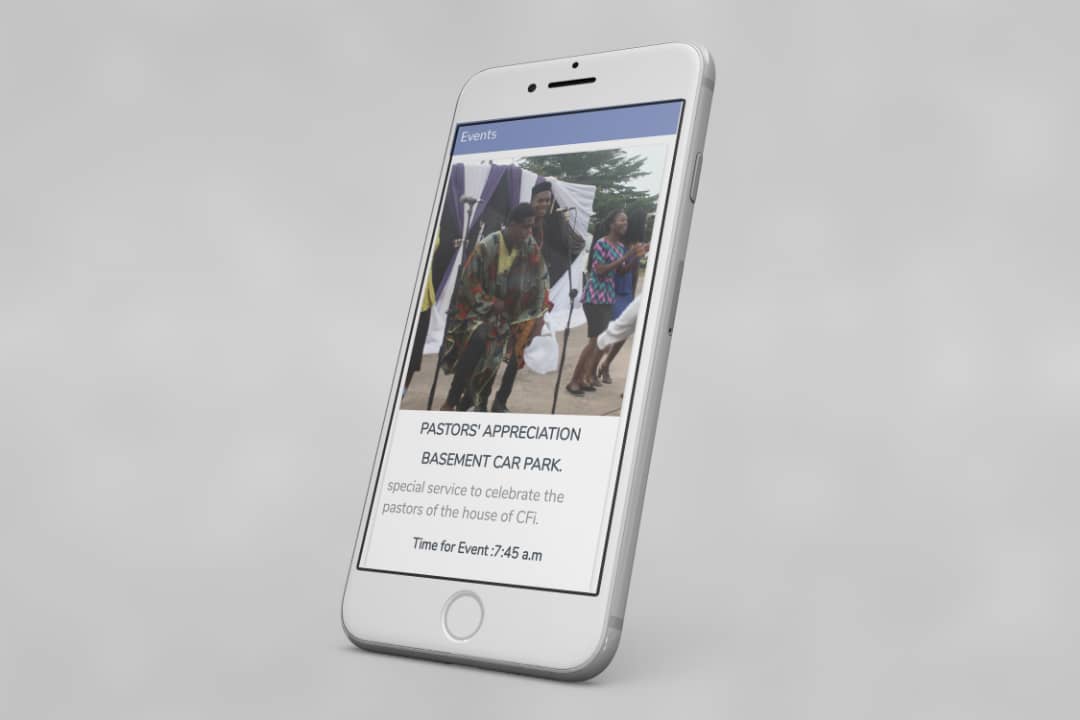 Events
PASTORS' APPRECIATION
BASEMENT CAR PARK.
special service to celebrate the
pastors of the house of CFi.
Time for Event :7:45 a.m